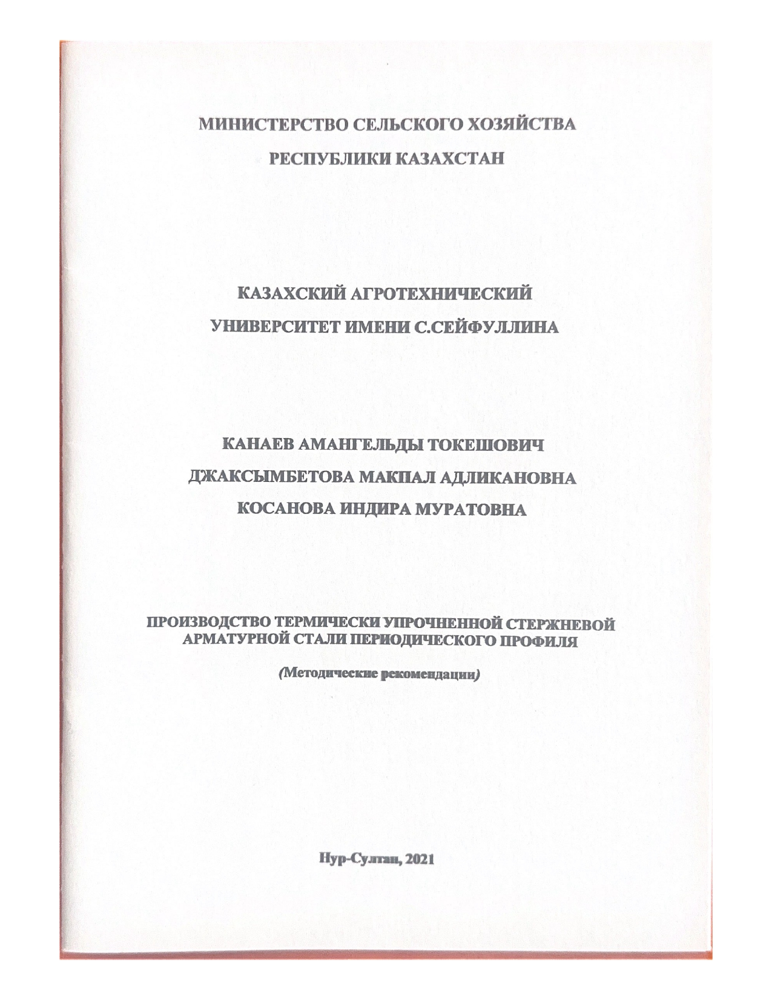 МИНИСТЕРСТВО СЕЛЬСКОГО ХОЗЯЙСТВА
РЕСПУБЛИКИ КАЗАХСТАН
КАЗАХСКИЙ АГРОТЕХНИЧЕСКИЙ
УНИВЕРСИТЕТ ИМЕНИ С.СЕЙФУЛЛИНА
КАНАЕВ АМАНГЕЛЬДЫ ТОКЕШОВИЧ
ДЖАКСЫМБЕТОВА МАКПАЛ АДЛИКАНОВНА
КОСАНОВА ИНДИРА МУРАТОВНА
ПРОИЗВОДСТВО ТЕРМИЧЕСКИ УПРОЧНЕННОЙ СТЕРЖНЕВОЙ
АРМАТУРНОЙ СТАЛИ ПЕРИОДИЧЕСКОГО ПРОФИЛЯ
(Методические рекомендации)
Нур-Султан, 2021